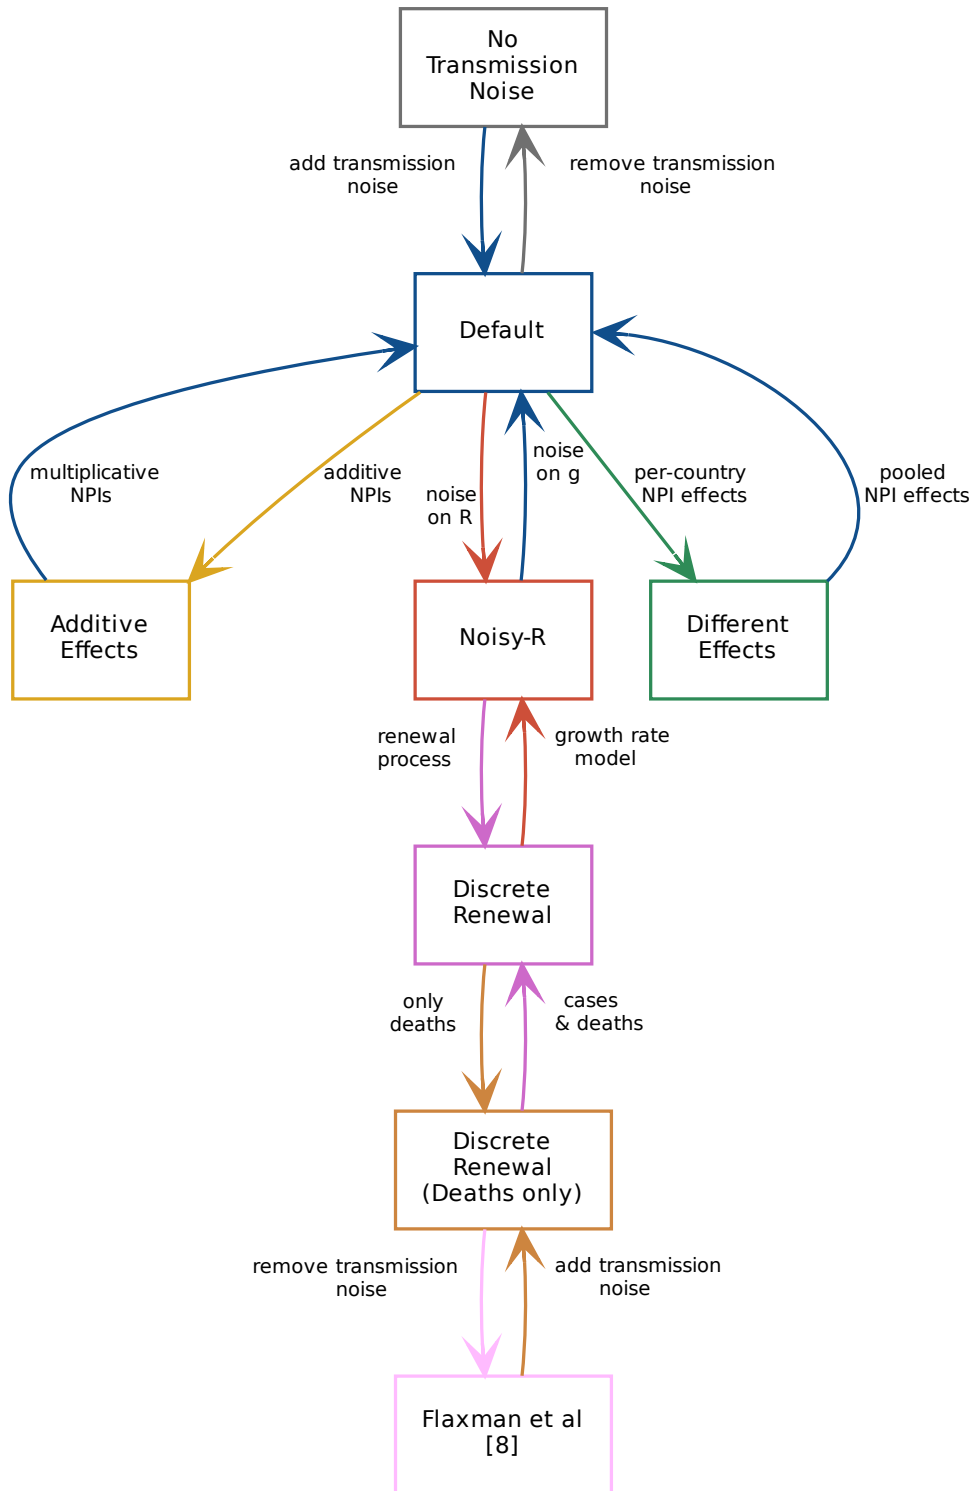 No
Transmission
Noise
add transmission
noise
remove transmission
noise
Default
multiplicative
NPIs
additive
NPIs
noise
on R
noise
on g
per-country
NPI effects
pooled
NPI effects
Additive
Effects
Noisy-R
Different
Effects
renewal
process
growth rate
model
Discrete
Renewal
only
deaths
cases
& deaths
Discrete
Renewal
(Deaths only)
remove transmission
noise
add transmission
noise
Flaxman et al
[8]